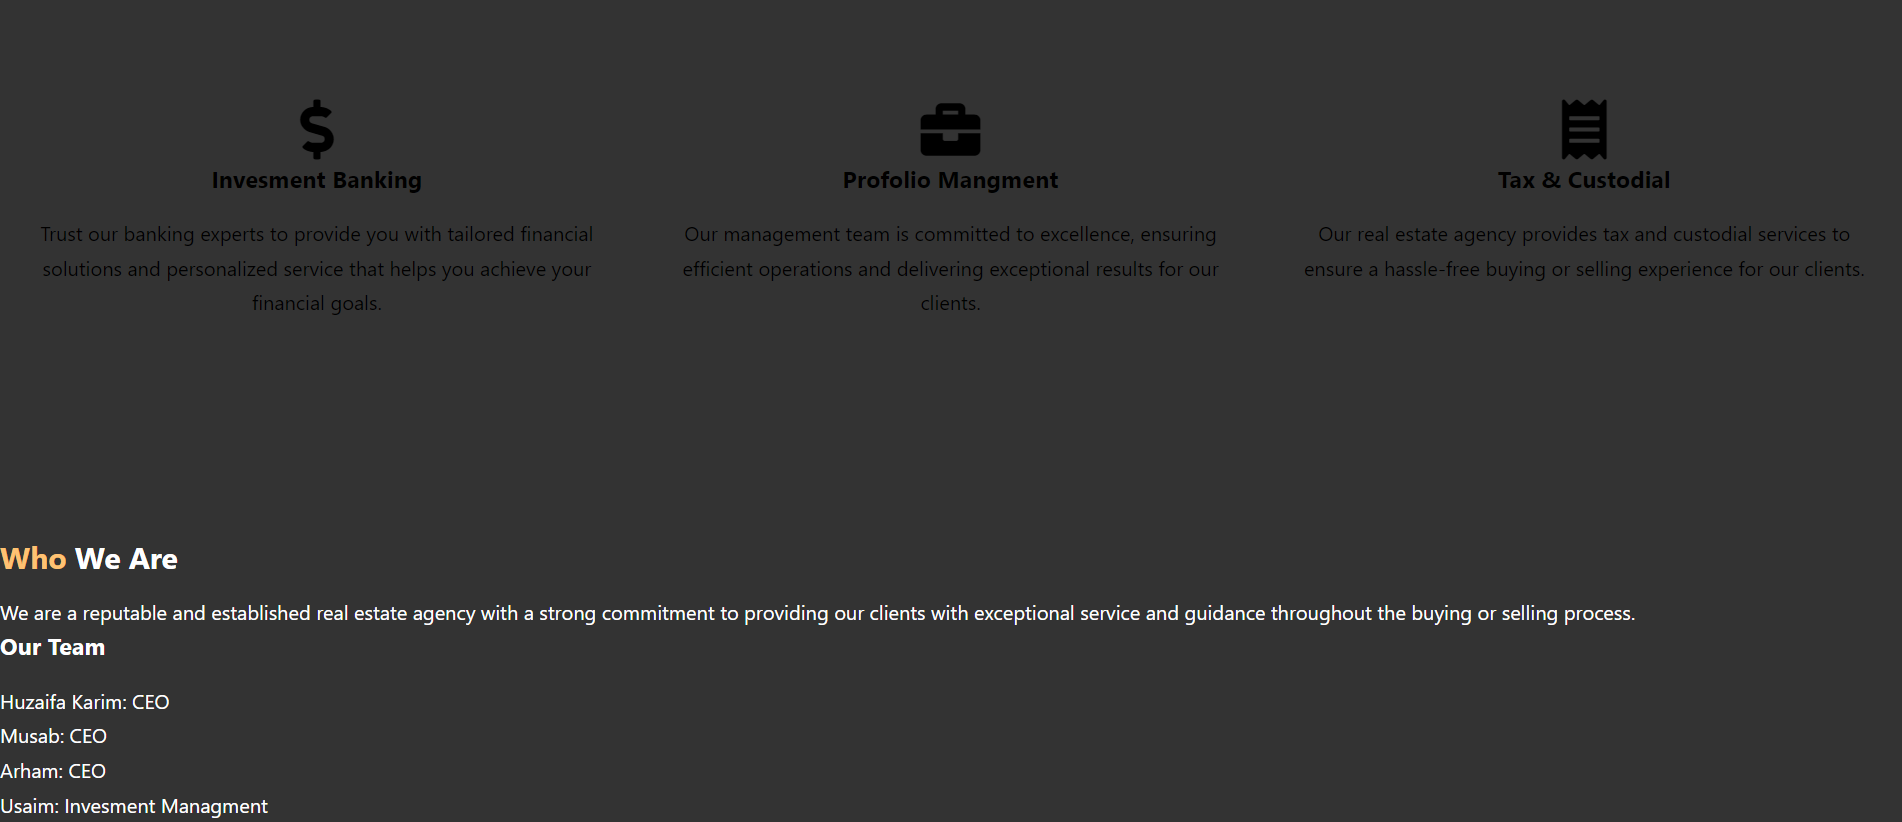 Invesment Banking
Trust our banking experts to provide you with tailored financial
solutions and personalized service that helps you achieve your
financial goals.
Profolio Mangment
Our management team is committed to excellence, ensuring
efficient operations and delivering exceptional results for our
clients.
Tax & Custodial
Our real estate agency provides tax and custodial services to
ensure a hassle-free buying or selling experience for our clients.
Who We Are
We are a reputable and established real estate agency with a strong commitment to providing our clients with exceptional service and guidance throughout the buying or selling process.
Our Team
Huzaifa Karim: CEO
Musab: CEO
Arham: CEO
Usaim: Invesment Managment